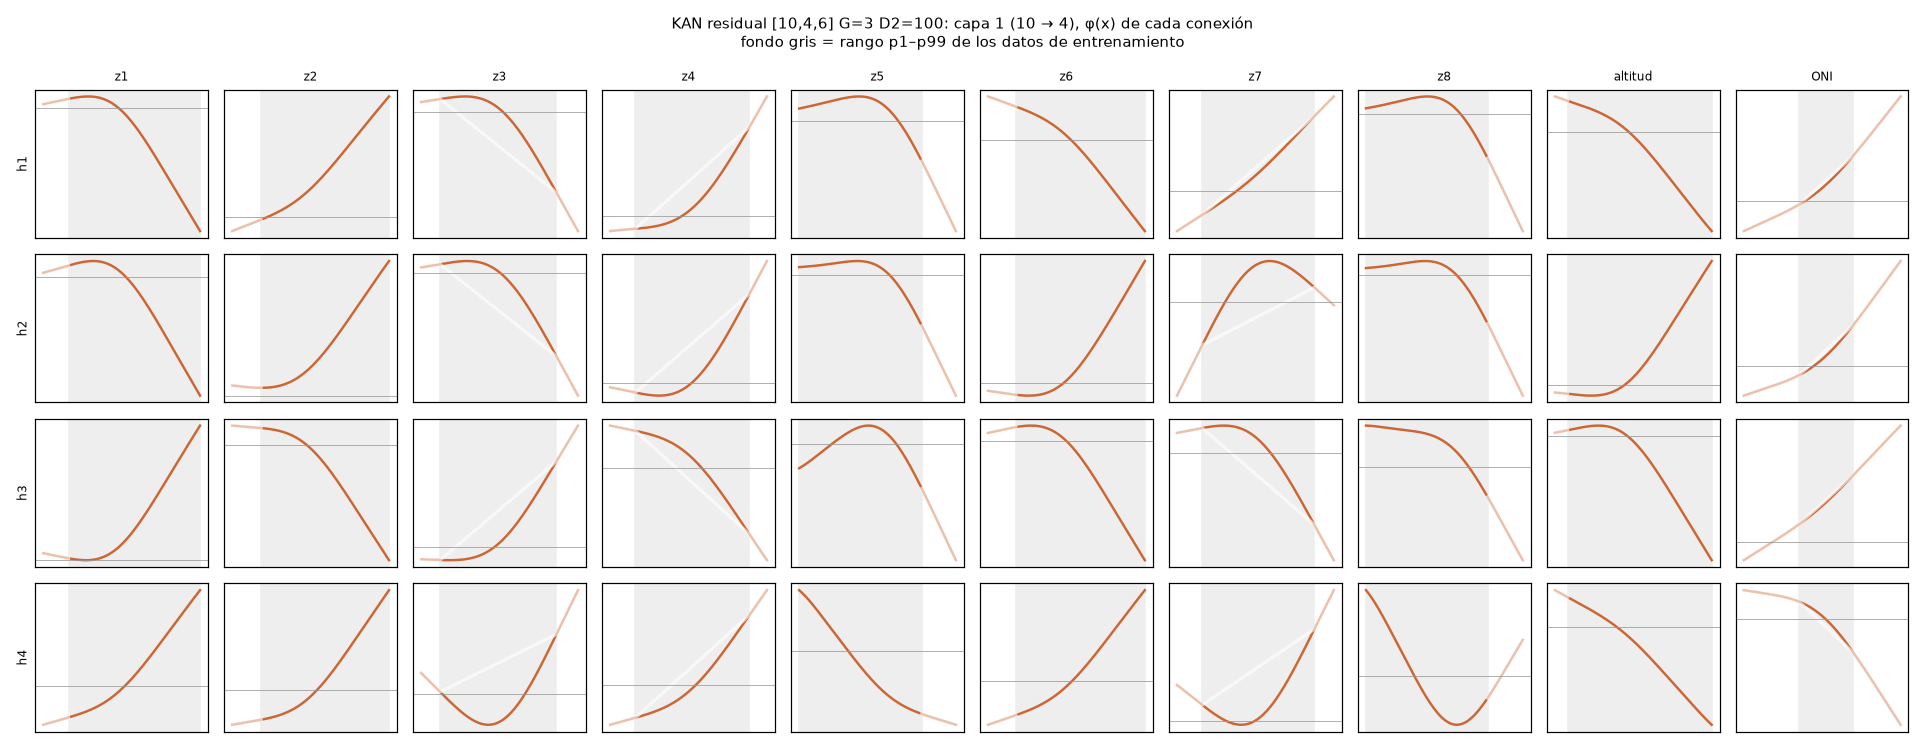 KAN residual [10,4,6] G=3 D2=100: capa 1 (10 → 4), φ(x) de cada conexión
fondo gris = rango p1–p99 de los datos de entrenamiento
z1 z2 z3 z4 z5 z6 z7 z8 altitud ONI
h1
h2
h3
h4